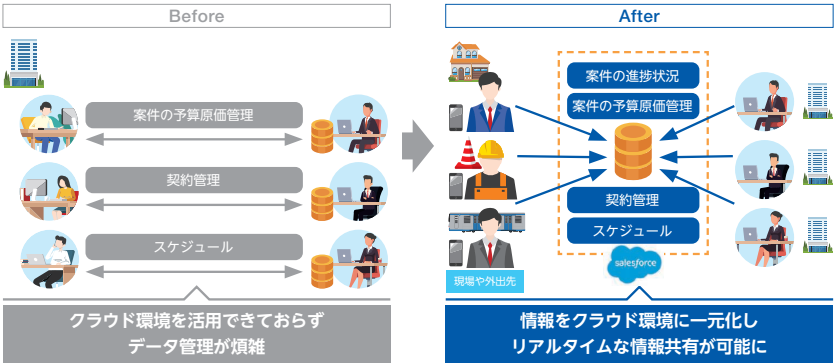 Before
案件の予算原価管理
契約管理
スケジュール
クラウド環境を活用できておらず
データ管理が煩雑
After
案件の進捗状況
案件の予算原価管理
契約管理
スケジュール
salesforce
現場や外出先
情報をクラウド環境に一元化し
リアルタイムな情報共有が可能に